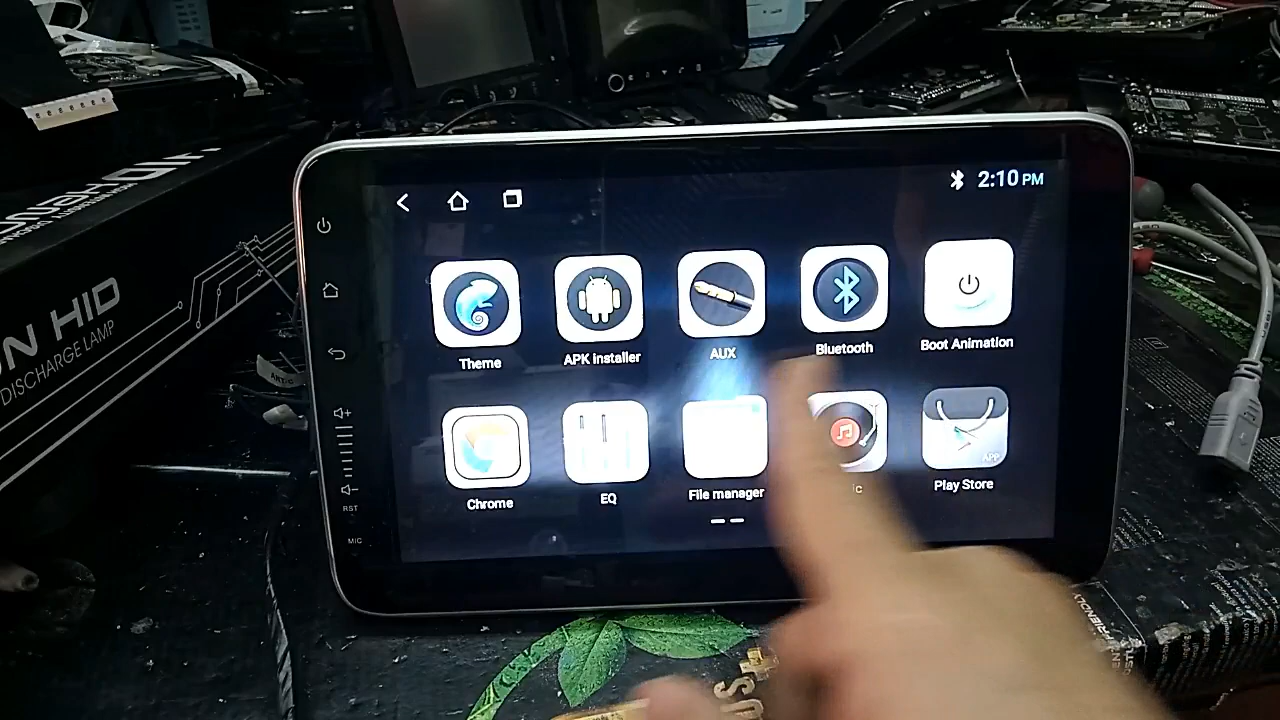 2:10 PM
Theme
APK installer
AUX
Bluetooth
Boot Animation
Chrome
EQ
File manager
Play Store
APP
RST
MIC
HID
DISCHARGE LAMP